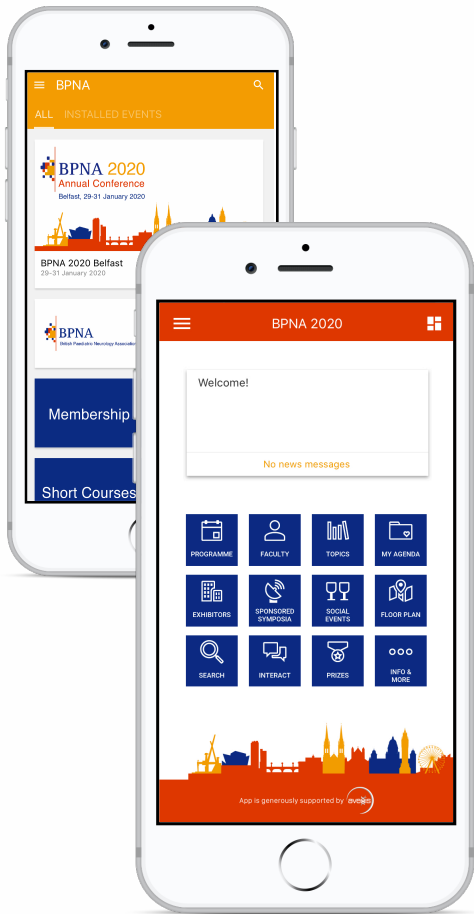 BPNA
ALL INSTALLED EVENTS
BPNA 2020
Annual Conference
Belfast, 29-31 January 2020
BPNA 2020 Belfast
29-31 January 2020
BPNA
British Paediatric Neurology Association
Membership
Short Courses
BPNA 2020
Welcome!
No news messages
PROGRAMME FACULTY TOPICS MY AGENDA
EXHIBITORS SPONSORED SYMPOSIA SOCIAL EVENTS FLOOR PLAN
SEARCH INTERACT PRIZES INFO & MORE
App is generously supported by avexis